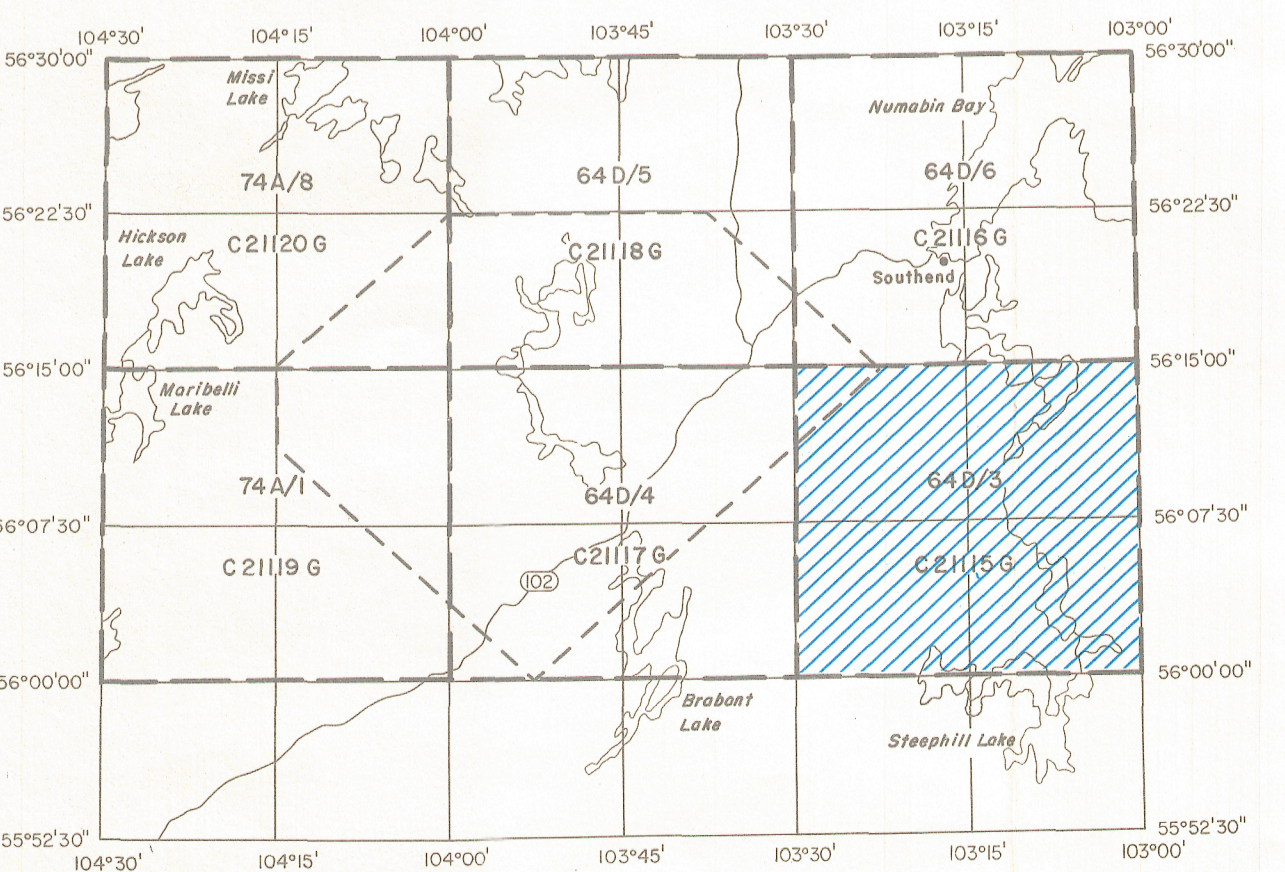 104°30' 104°15' 104°00' 103°45' 103°30' 103°15' 103°00'
56°30'00" 56°30'00"
Missi
Lake
Numabin Bay
74A/8 64D/5 64D/6
56°22'30" 56°22'30"
Hickson
Lake
C21120G C21118G C21116G
Southend
56°15'00" 56°15'00"
Maribelli
Lake
74A/1 64D/4 64D/3
56°07'30" 56°07'30"
C21119G C21117G C21115G
102
56°00'00" 56°00'00"
Brabant
Lake
Steephill Lake
55°52'30" 55°52'30"
104°30' 104°15' 104°00' 103°45' 103°30' 103°15' 103°00'